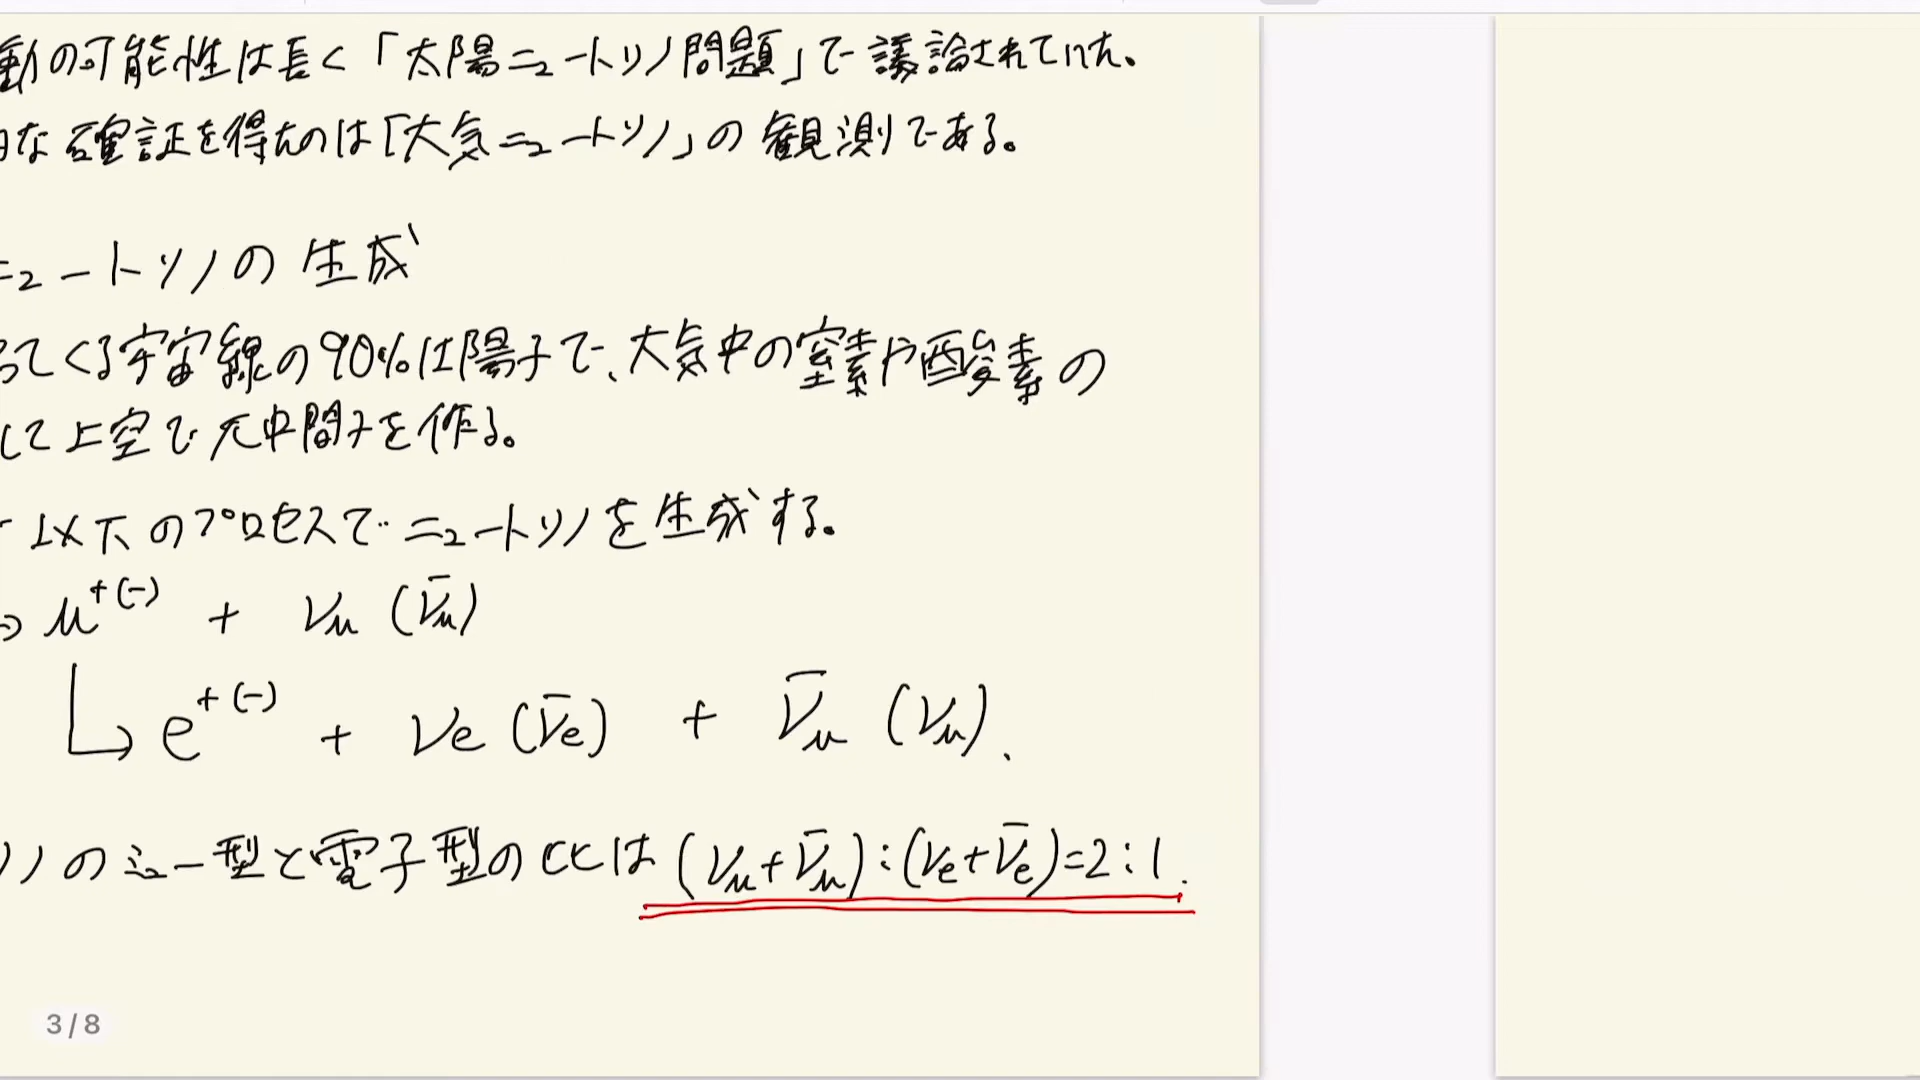 動の可能性は長く「太陽ニュートリノ問題」で議論されていた。
な確証を得たのは「大気ニュートリノ」の観測である。
ニュートリノの生成
ってくる宇宙線の90%は陽子で、大気中の窒素や酸素の
して上空でπ中間子を作る。
以下のプロセスでニュートリノを生成する。
→ μ⁺⁽⁻⁾ + νμ (ν̄μ)
↳ e⁺⁽⁻⁾ + νe (ν̄e) + ν̄μ (νμ).
リノのミュー型と電子型の比は (νμ+ν̄μ):(νe+ν̄e)=2:1.
3 / 8